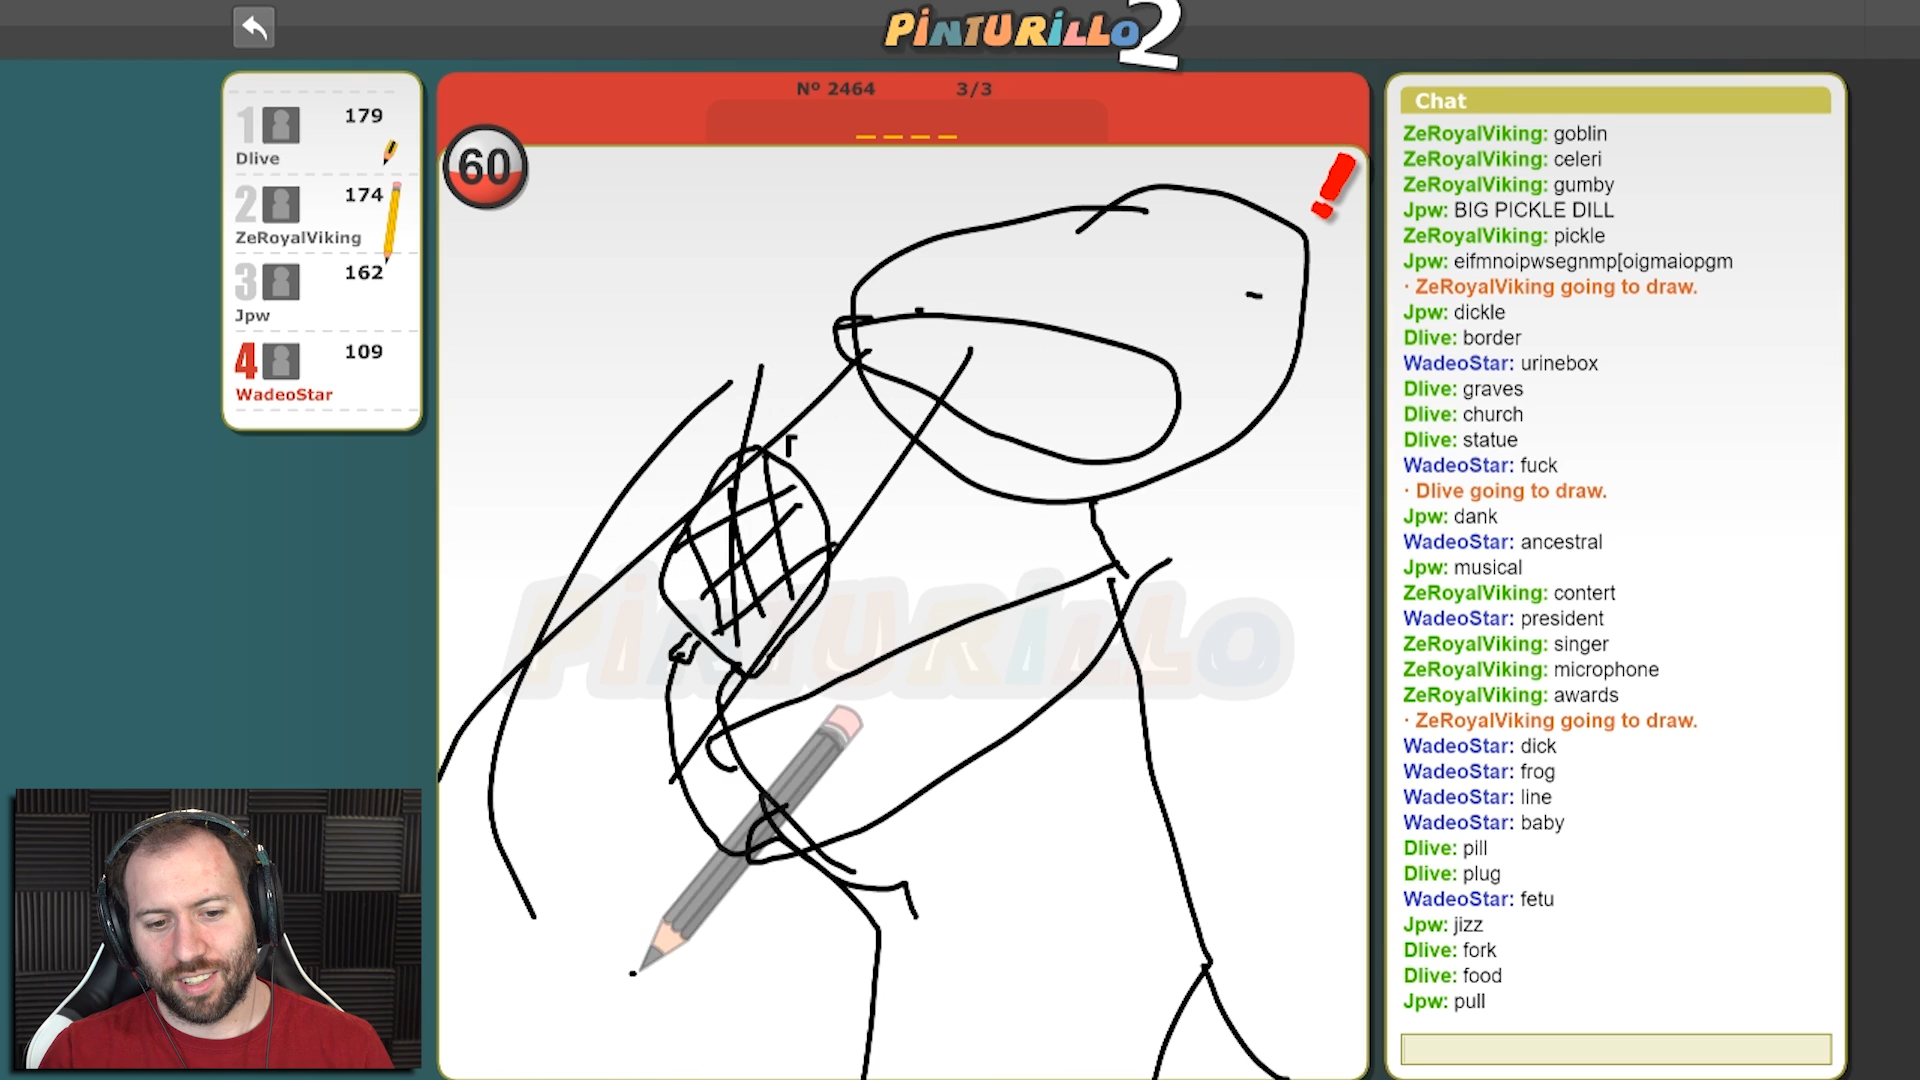 PiNTURiLLo2
1 179
Dlive
2 174
ZeRoyalViking
3 162
Jpw
4 109
WadeoStar
Nº 2464 3/3
_ _ _ _
60
!
PiNTURiLLo
Chat
ZeRoyalViking: goblin
ZeRoyalViking: celeri
ZeRoyalViking: gumby
Jpw: BIG PICKLE DILL
ZeRoyalViking: pickle
Jpw: eifmnoipwsegnmp[oigmaiopgm
· ZeRoyalViking going to draw.
Jpw: dickle
Dlive: border
WadeoStar: urinebox
Dlive: graves
Dlive: church
Dlive: statue
WadeoStar: fuck
· Dlive going to draw.
Jpw: dank
WadeoStar: ancestral
Jpw: musical
ZeRoyalViking: contert
WadeoStar: president
ZeRoyalViking: singer
ZeRoyalViking: microphone
ZeRoyalViking: awards
· ZeRoyalViking going to draw.
WadeoStar: dick
WadeoStar: frog
WadeoStar: line
WadeoStar: baby
Dlive: pill
Dlive: plug
WadeoStar: fetu
Jpw: jizz
Dlive: fork
Dlive: food
Jpw: pull